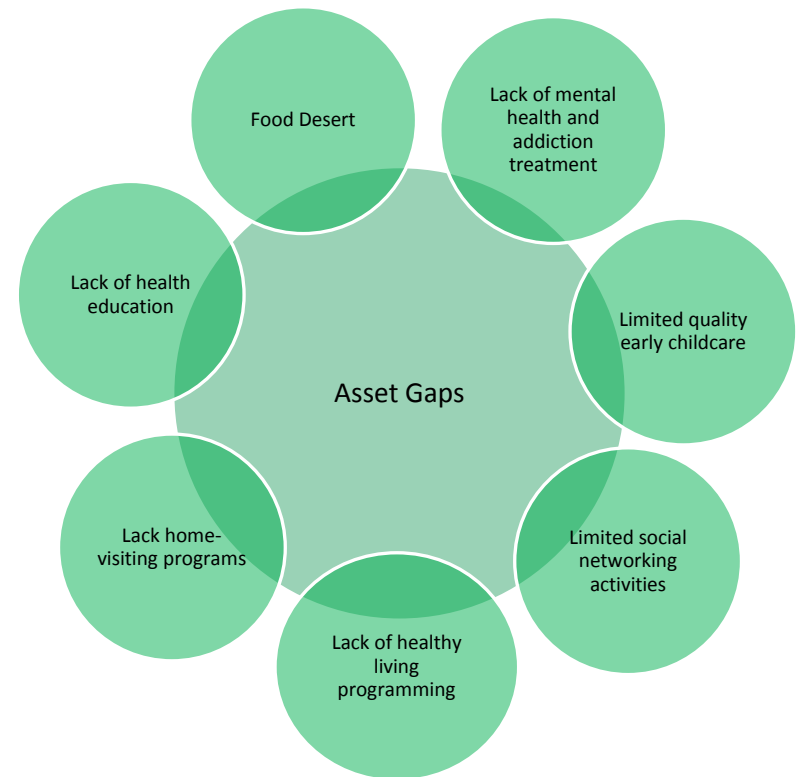 Food Desert
Lack of mental
health and
addiction
treatment
Limited quality
early childcare
Limited social
networking
activities
Lack of healthy
living
programming
Lack home-
visiting programs
Lack of health
education
Asset Gaps